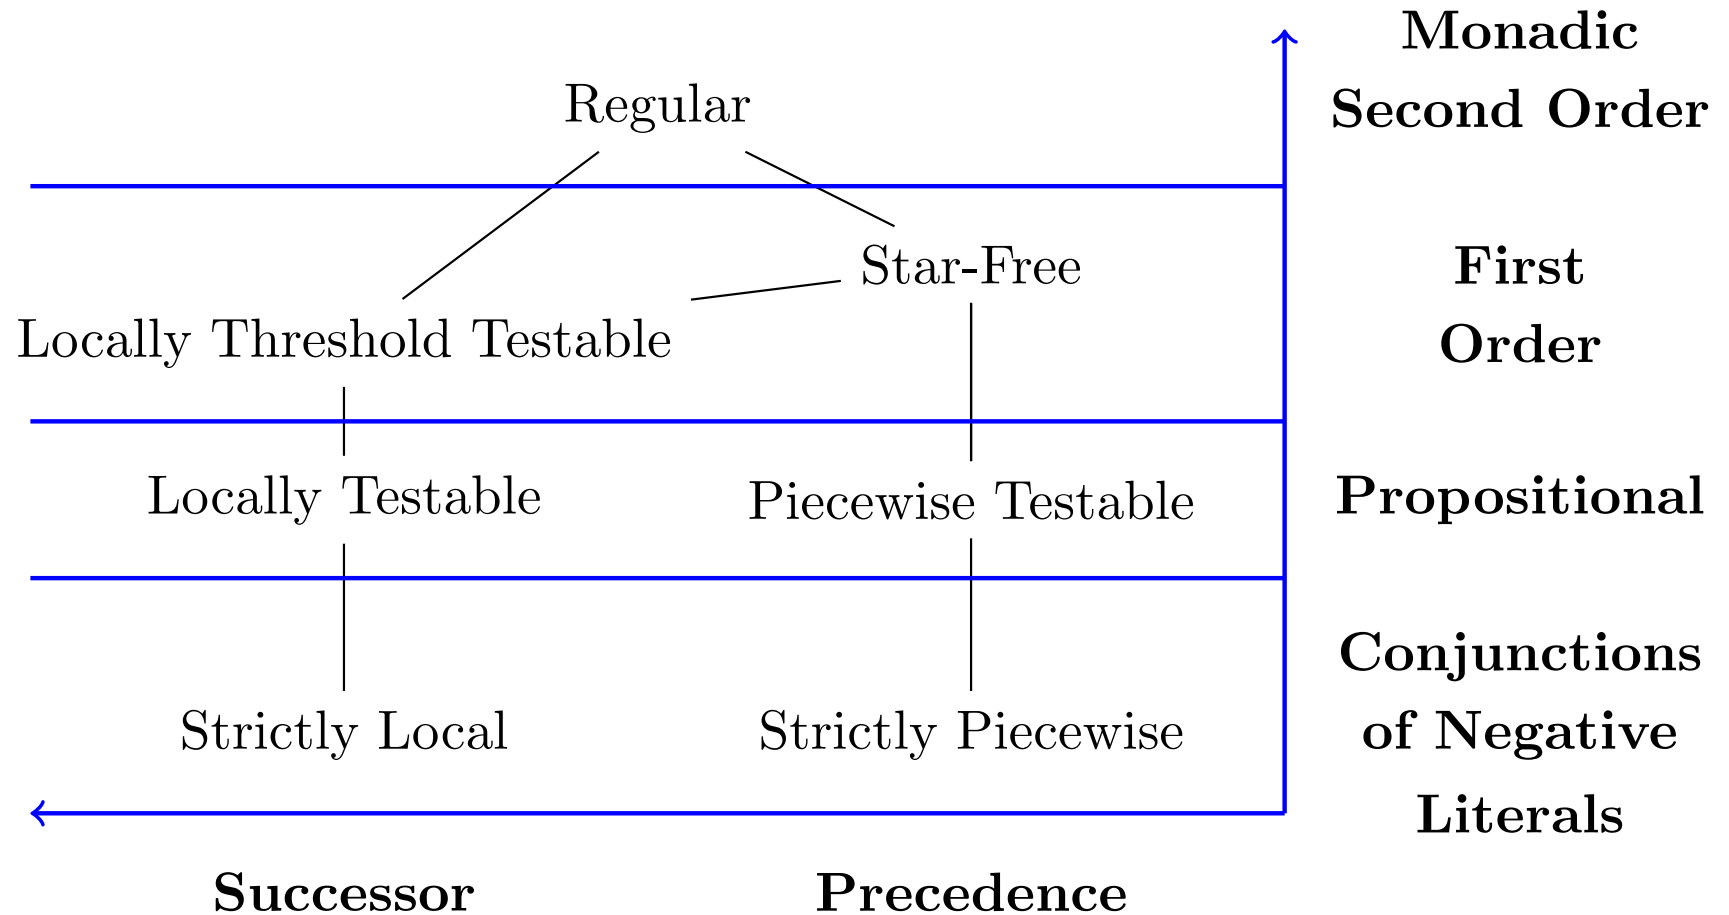 Monadic
Second Order
Regular
Star-Free
First
Order
Locally Threshold Testable
Locally Testable
Piecewise Testable
Propositional
Conjunctions
of Negative
Literals
Strictly Local
Strictly Piecewise
Successor
Precedence